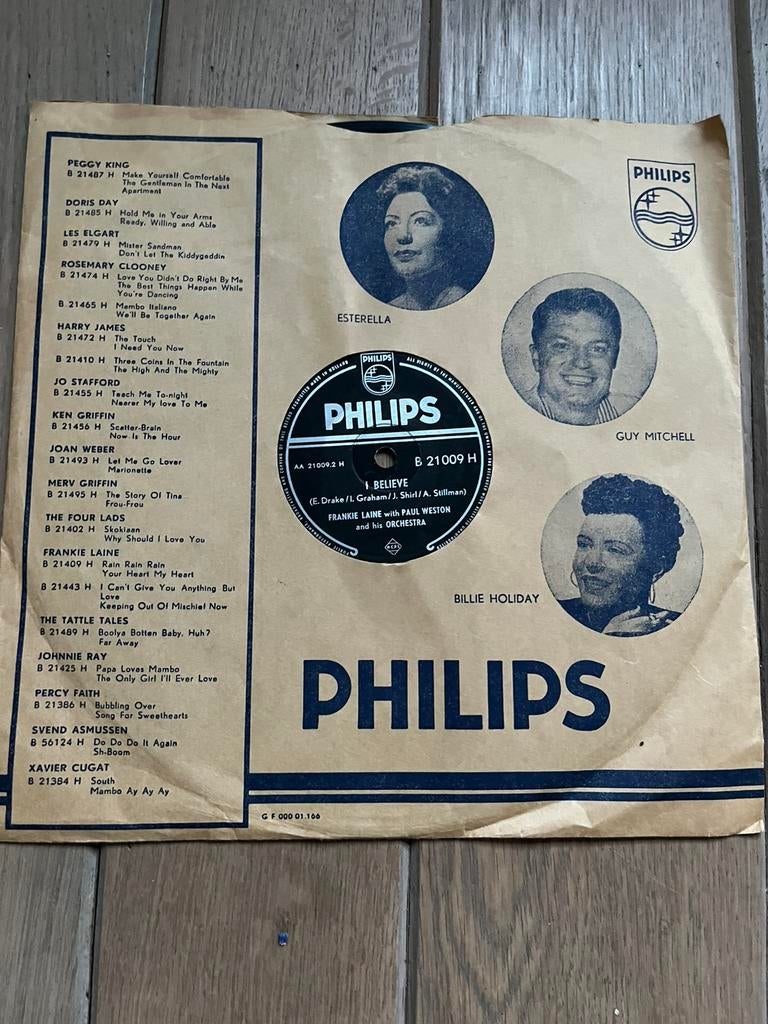 PEGGY KING
B 21487 H Make Yourself Comfortable
The Gentleman In The Next
Apartment
DORIS DAY
B 21485 H Hold Me in Your Arms
Ready, Willing and Able
LES ELGART
B 21479 H Mister Sandman
Don't Let The Kiddygeddin
ROSEMARY CLOONEY
B 21474 H Love You Didn't Do Right By Me
The Best Things Happen While
You're Dancing
B 21465 H Mambo Italiano
We'll Be Together Again
HARRY JAMES
B 21472 H The Touch
I Need You Now
B 21410 H Three Coins In The Fountain
The High And The Mighty
JO STAFFORD
B 21455 H Teach Me To-night
Nearer My love To Me
KEN GRIFFIN
B 21456 H Scatter-Brain
Now Is The Hour
JOAN WEBER
B 21493 H Let Me Go Lover
Marionette
MERV GRIFFIN
B 21495 H The Story Of Tina
Frou-Frou
THE FOUR LADS
B 21402 H Skokiaan
Why Should I Love You
FRANKIE LAINE
B 21409 H Rain Rain Rain
Your Heart My Heart
B 21443 H I Can't Give You Anything But
Love
Keeping Out Of Mischief Now
THE TATTLE TALES
B 21489 H Boolya Botten Baby, Huh?
Far Away
JOHNNIE RAY
B 21425 H Papa Loves Mambo
The Only Girl I'll Ever Love
PERCY FAITH
B 21386 H Bubbling Over
Song For Sweethearts
SVEND ASMUSSEN
B 56124 H Do Do Do It Again
Sh-Boom
XAVIER CUGAT
B 21384 H South
Mambo Ay Ay Ay
PHILIPS
ESTERELLA
GUY MITCHELL
BILLIE HOLIDAY
PHILIPS
PHILIPS
AA 21009.2 H
B 21009 H
I BELIEVE
(E. Drake/I. Graham/J. Shirl/A. Stillman)
FRANKIE LAINE with PAUL WESTON
and his ORCHESTRA
MADE IN HOLLAND
ALL RIGHTS OF THE MANUFACTURER
PHILIPS
G F 000 01.166